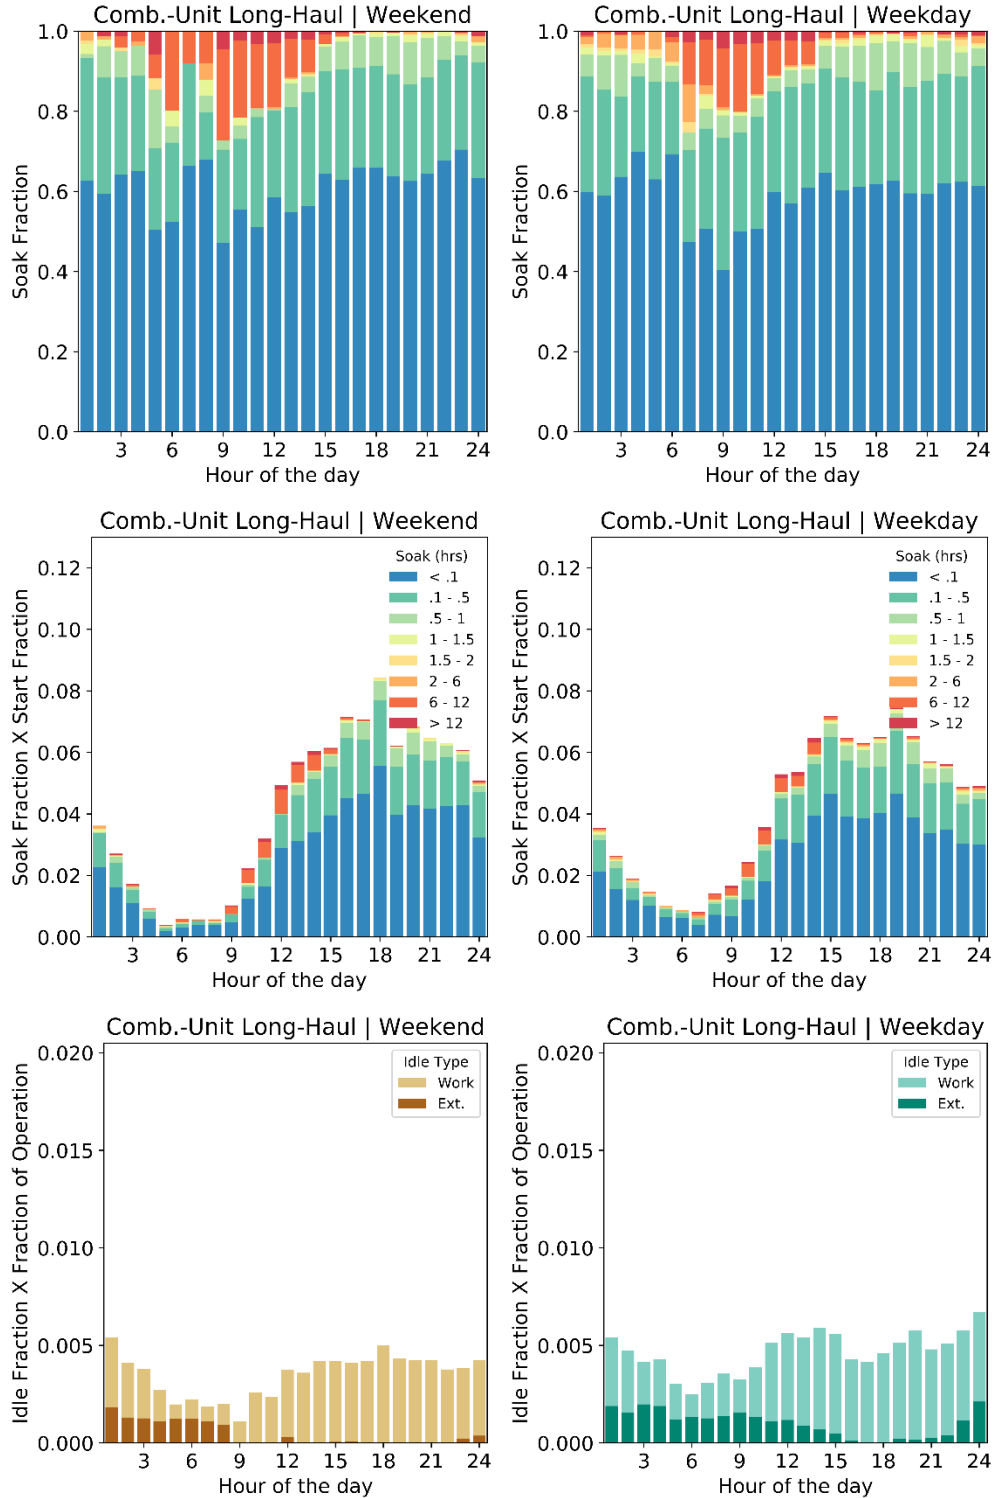 Comb.-Unit Long-Haul | Weekend
Soak Fraction
1.0
0.8
0.6
0.4
0.2
0.0
3 6 9 12 15 18 21 24
Hour of the day
Comb.-Unit Long-Haul | Weekday
Soak Fraction
1.0
0.8
0.6
0.4
0.2
0.0
3 6 9 12 15 18 21 24
Hour of the day
Comb.-Unit Long-Haul | Weekend
Soak Fraction X Start Fraction
0.12
0.10
0.08
0.06
0.04
0.02
0.00
Soak (hrs)
< .1
.1 - .5
.5 - 1
1 - 1.5
1.5 - 2
2 - 6
6 - 12
> 12
3 6 9 12 15 18 21 24
Hour of the day
Comb.-Unit Long-Haul | Weekday
Soak Fraction X Start Fraction
0.12
0.10
0.08
0.06
0.04
0.02
0.00
Soak (hrs)
< .1
.1 - .5
.5 - 1
1 - 1.5
1.5 - 2
2 - 6
6 - 12
> 12
3 6 9 12 15 18 21 24
Hour of the day
Comb.-Unit Long-Haul | Weekend
Idle Fraction X Fraction of Operation
0.020
0.015
0.010
0.005
0.000
Idle Type
Work
Ext.
3 6 9 12 15 18 21 24
Hour of the day
Comb.-Unit Long-Haul | Weekday
Idle Fraction X Fraction of Operation
0.020
0.015
0.010
0.005
0.000
Idle Type
Work
Ext.
3 6 9 12 15 18 21 24
Hour of the day